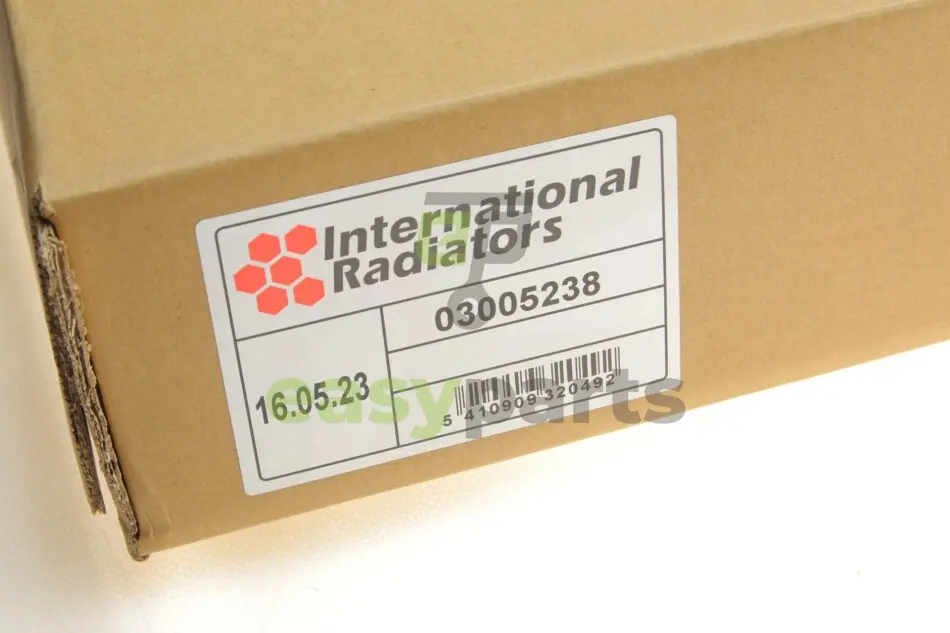 International
Radiators
03005238
16.05.23
5 410909 320492
easyparts